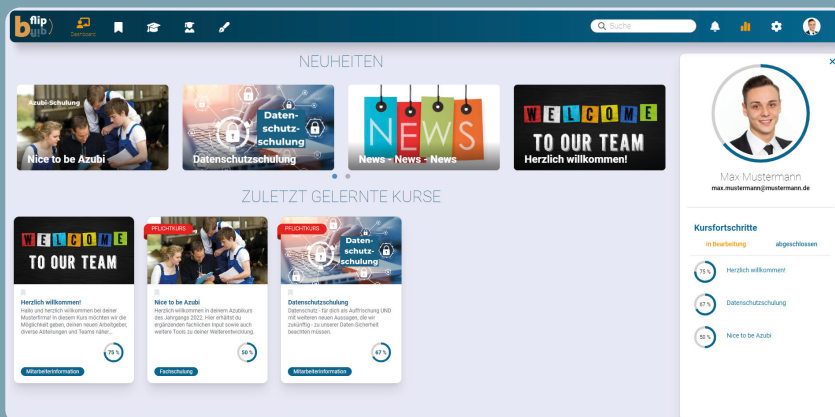 bflip
Dashboard
Suche
NEUHEITEN
Azubi-Schulung
Nice to be Azubi
Daten-
schutz-
schulung
Datenschutzschulung
NEWS
News - News - News
WELCOME
TO OUR TEAM
Herzlich willkommen!
Max Mustermann
max.mustermann@mustermann.de
ZULETZT GELERNTE KURSE
WELCOME
TO OUR TEAM
Herzlich willkommen!
Hallo und herzlich willkommen bei deiner
Musterfirma! In diesem Kurs möchten wir die
Möglichkeit geben, deinen neuen Arbeitgeber,
diverse Abteilungen und Teams näher...
75 %
Mitarbeiterinformation
PFLICHTKURS
Nice to be Azubi
Herzlich willkommen in deinem Azubikurs
des Jahrgangs 2022. Hier erhältst du
ergänzenden fachlichen Input sowie auch
weitere Tools zu deiner Weiterentwicklung.
50 %
Fachschulung
PFLICHTKURS
Daten-
schutz-
schulung
Datenschutzschulung
Datenschutz - für dich als Auffrischung UND
mit weiteren neuen Aussagen, die wir
zukünftig - zu unserer Daten-Sicherheit
beachten müssen.
67 %
Mitarbeiterinformation
Kursfortschritte
In Bearbeitung
abgeschlossen
75 %
Herzlich willkommen!
67 %
Datenschutzschulung
50 %
Nice to be Azubi